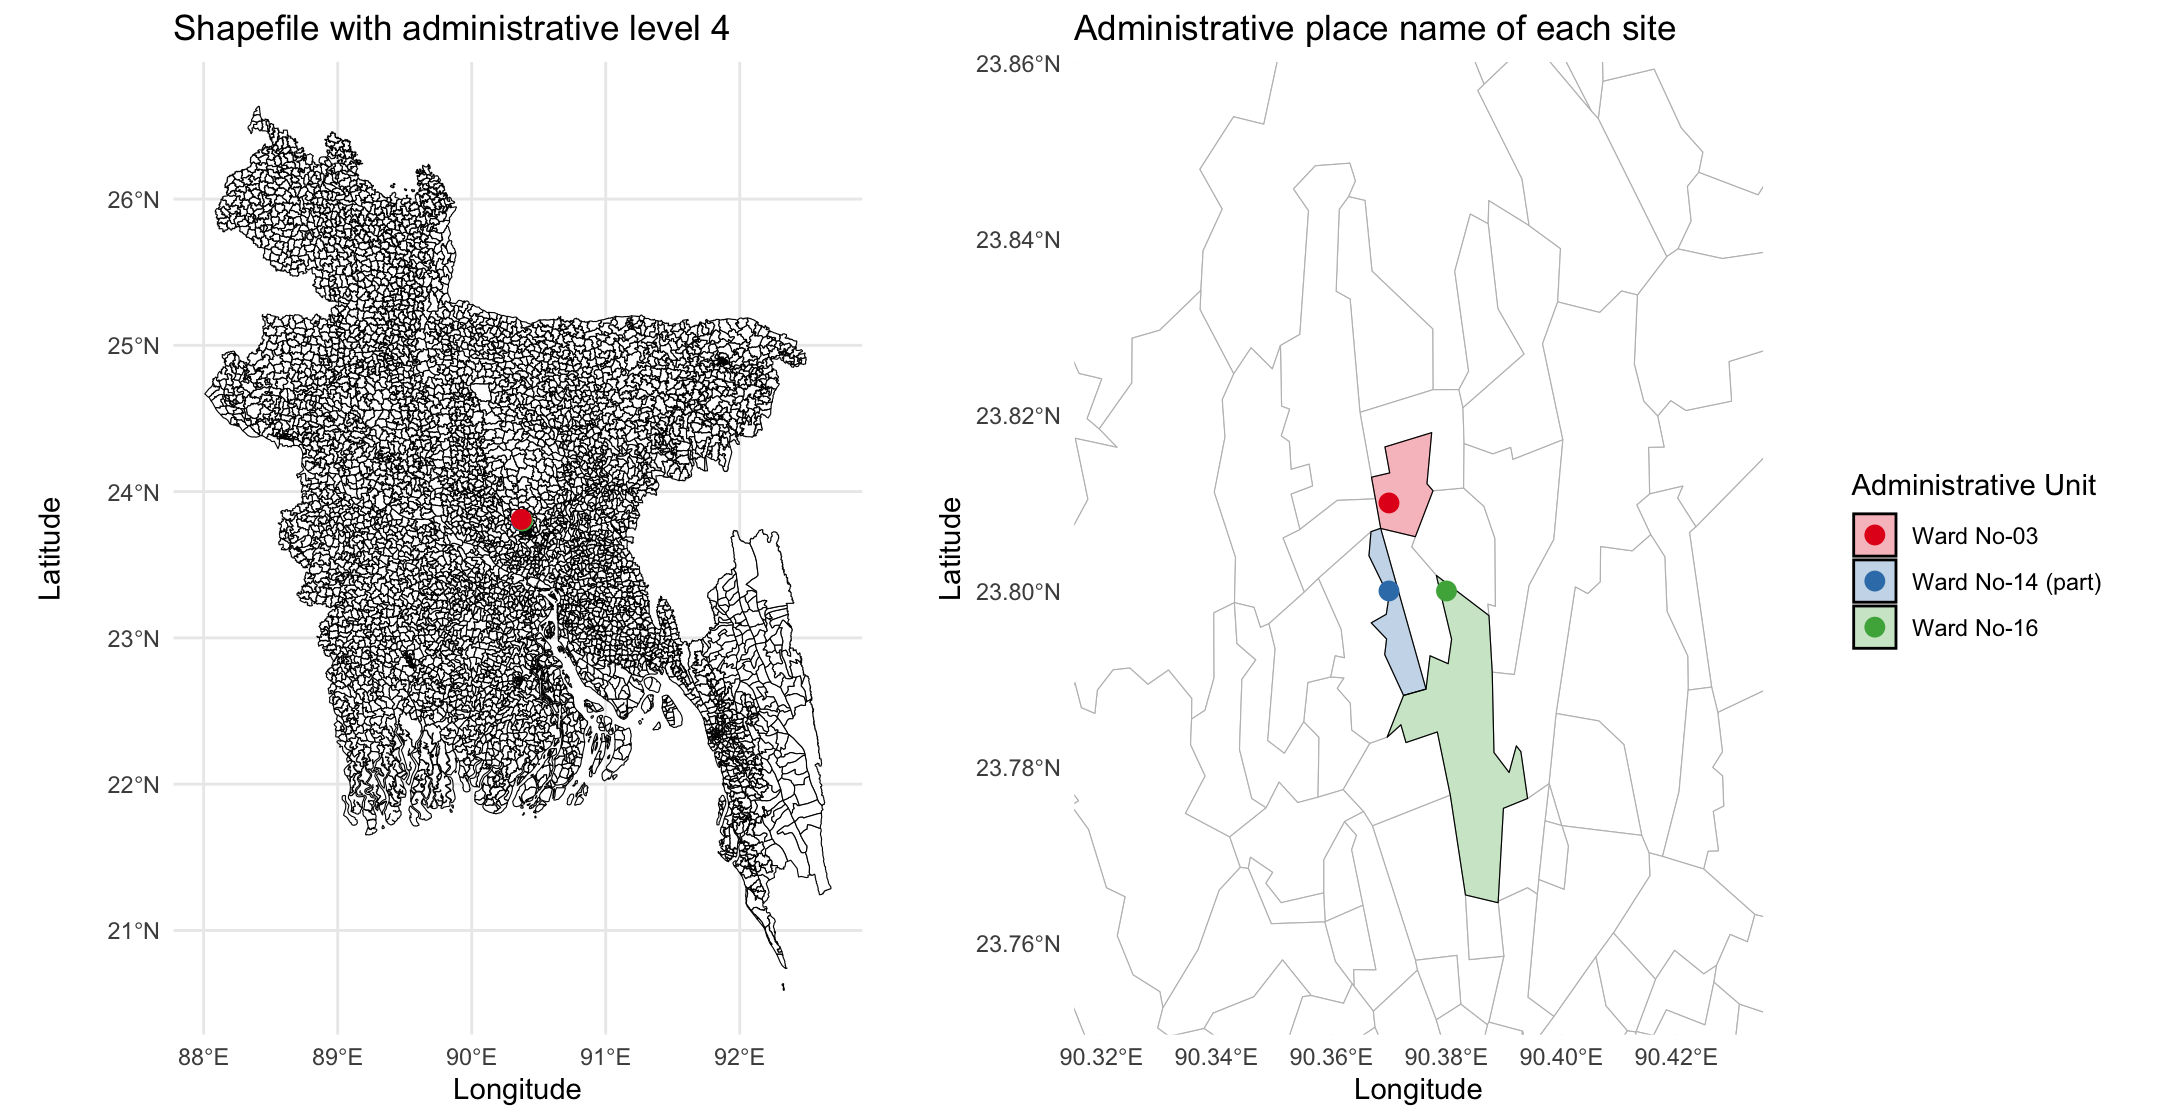 Shapefile with administrative level 4
26°N
25°N
24°N
23°N
22°N
21°N
Latitude
88°E
89°E
90°E
91°E
92°E
Longitude
Administrative place name of each site
23.86°N
23.84°N
23.82°N
23.80°N
23.78°N
23.76°N
Latitude
90.32°E
90.34°E
90.36°E
90.38°E
90.40°E
90.42°E
Longitude
Administrative Unit
Ward No-03
Ward No-14 (part)
Ward No-16